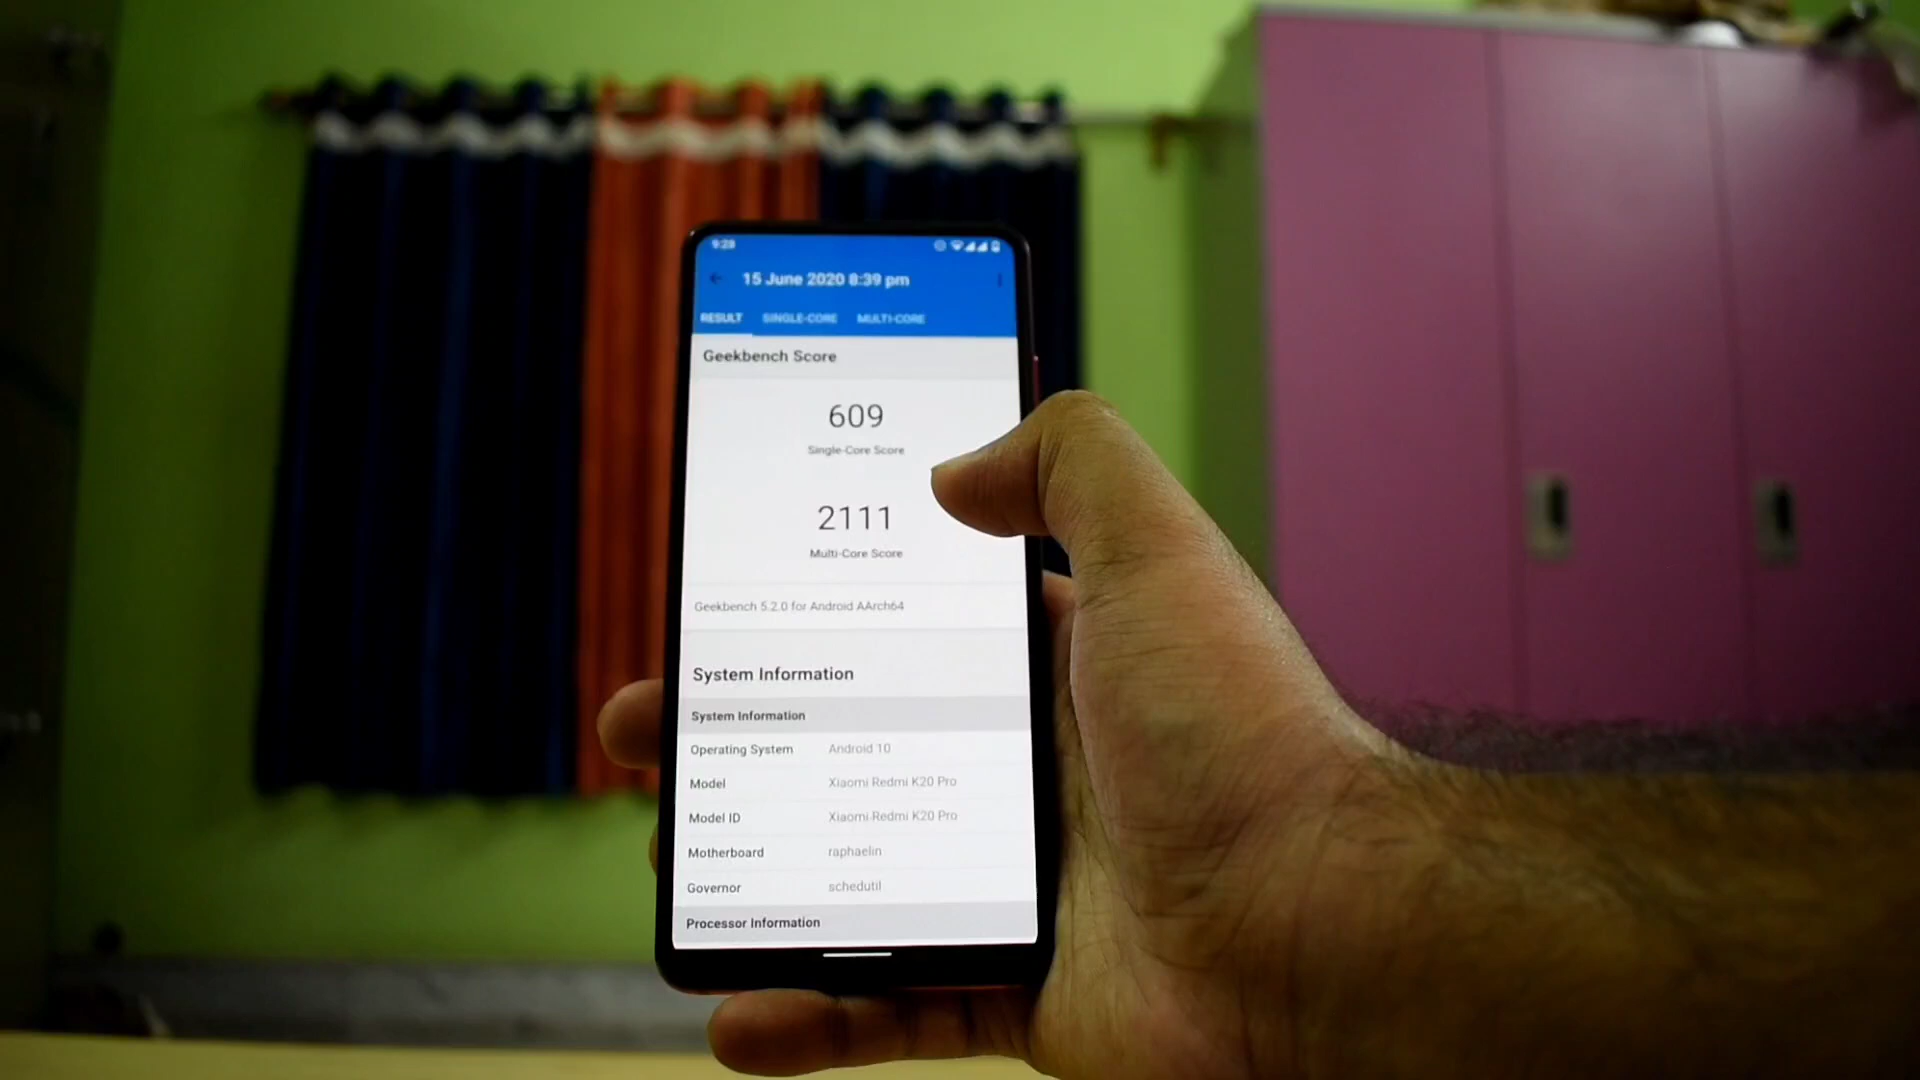 9:28
15 June 2020 8:39 pm
RESULT SINGLE-CORE MULTI-CORE
Geekbench Score
609
Single-Core Score
2111
Multi-Core Score
Geekbench 5.2.0 for Android AArch64
System Information
System Information
Operating System Android 10
Model Xiaomi Redmi K20 Pro
Model ID Xiaomi Redmi K20 Pro
Motherboard raphaelin
Governor schedutil
Processor Information